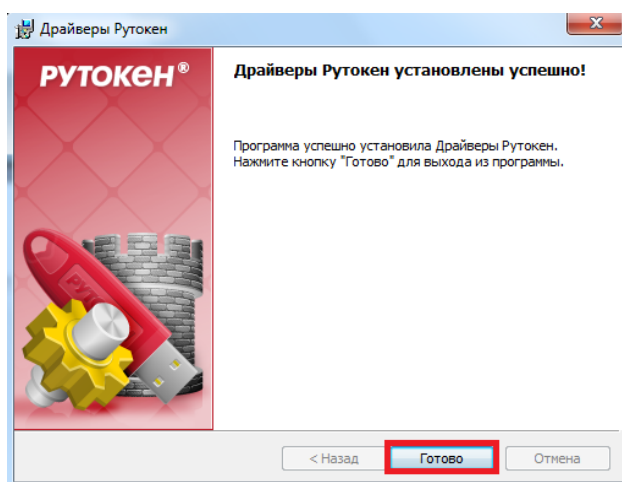 Драйверы Рутокен
РУТОКЕН®
Драйверы Рутокен установлены успешно!
Программа успешно установила Драйверы Рутокен.
Нажмите кнопку "Готово" для выхода из программы.
< Назад
Готово
Отмена